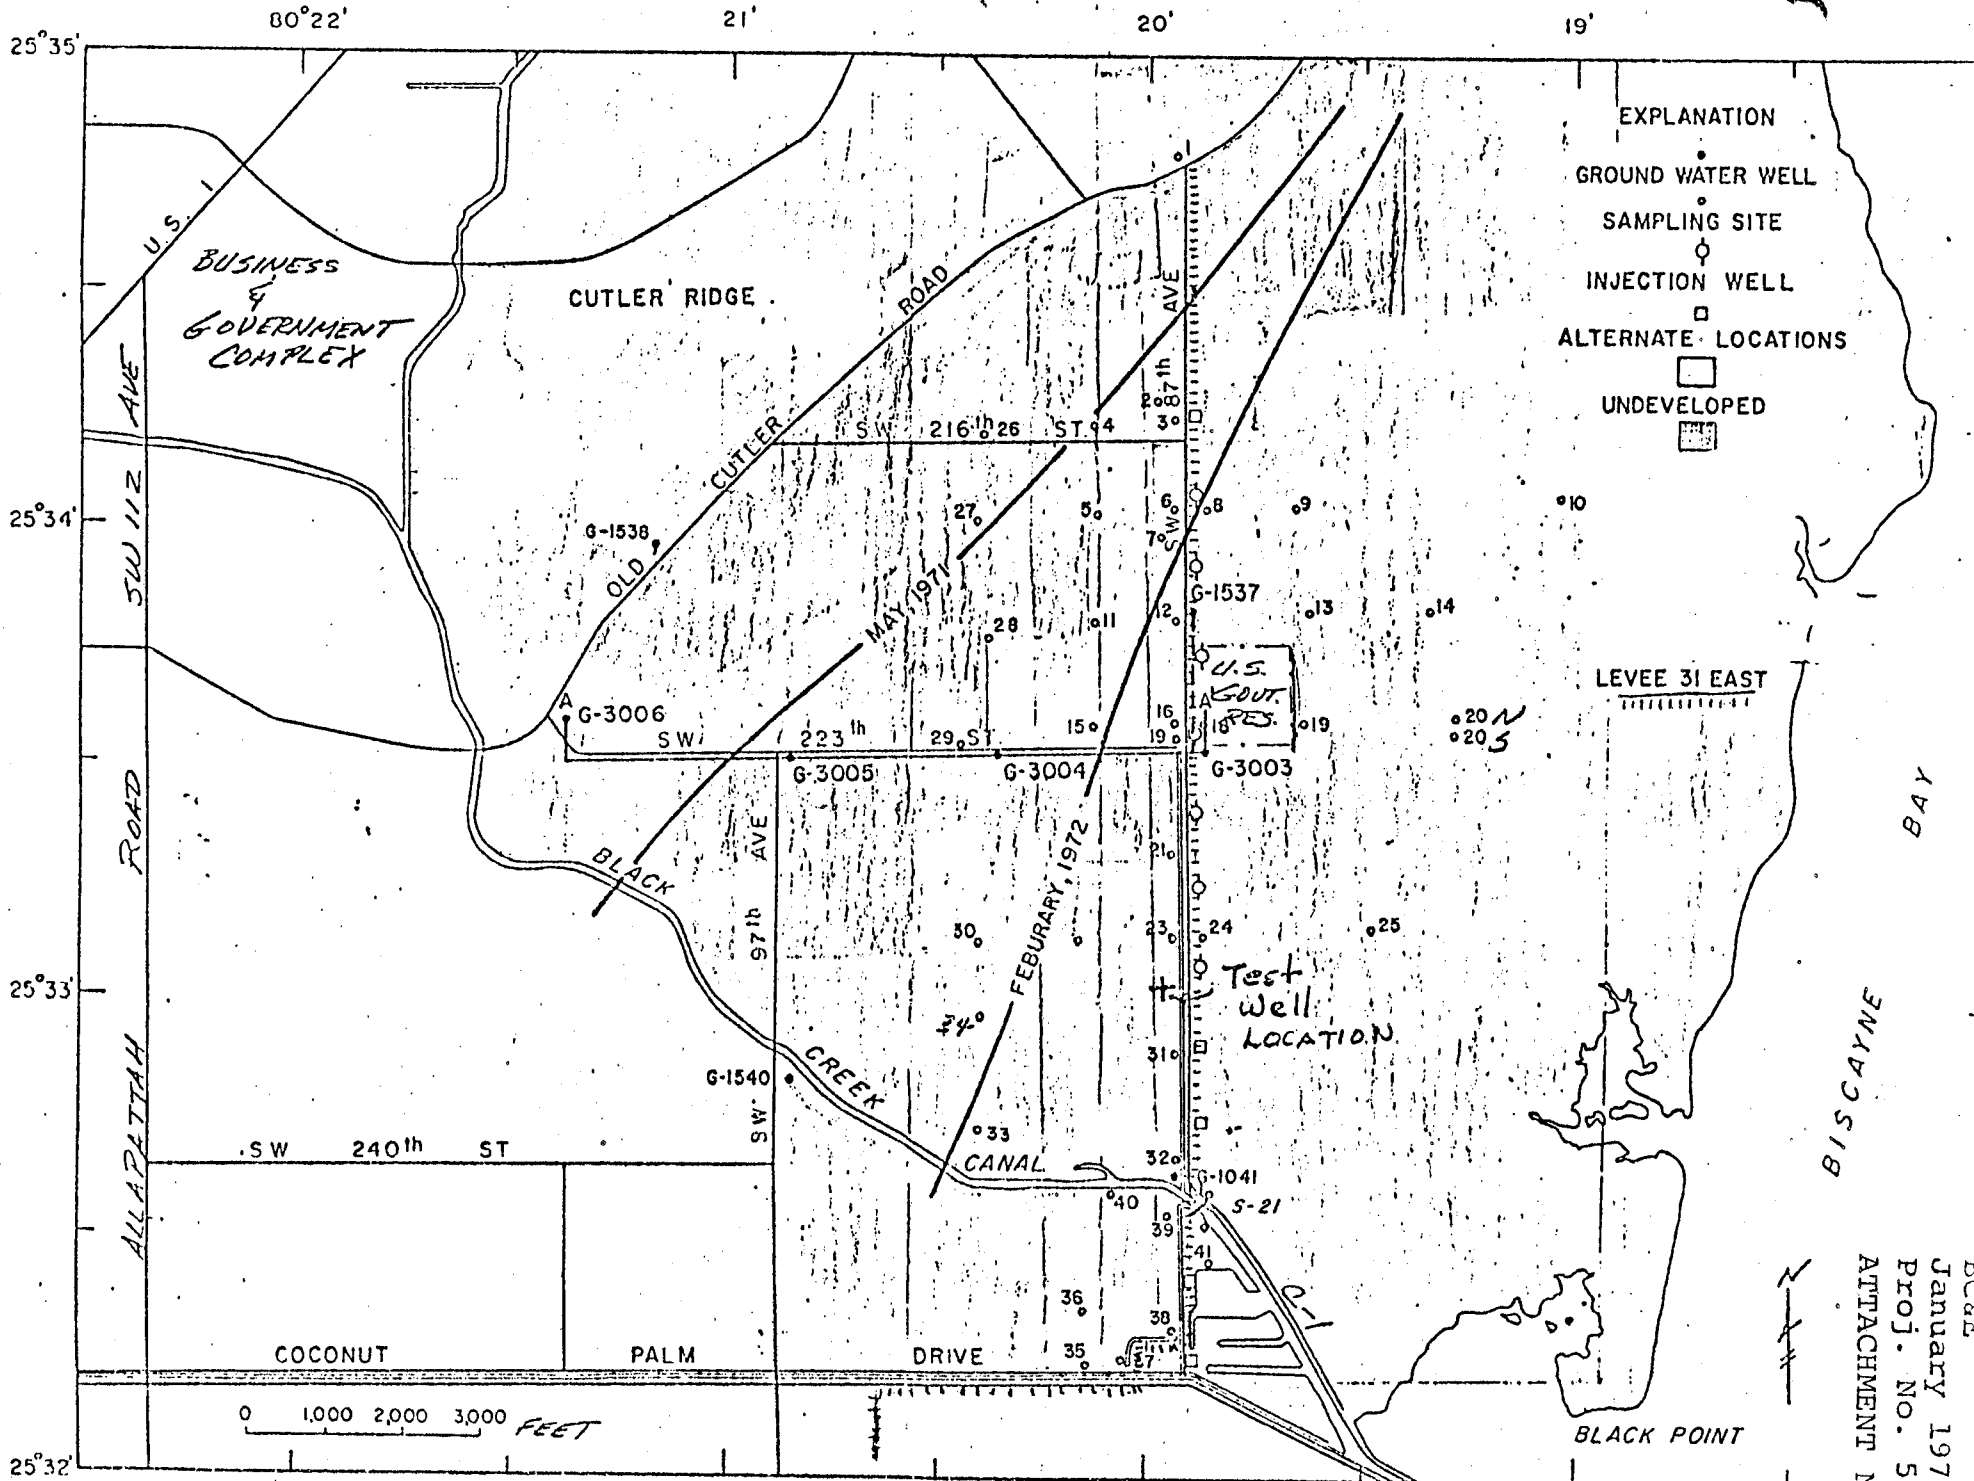 80°22'
21'
20'
19'
25°35'
25°34'
25°33'
25°32'
EXPLANATION
GROUND WATER WELL
SAMPLING SITE
INJECTION WELL
ALTERNATE LOCATIONS
UNDEVELOPED
U.S. 1
BUSINESS
&
GOVERNMENT
COMPLEX
CUTLER RIDGE
OLD CUTLER ROAD
SW 87th AVE
1
2
3
SW 216th ST.
26
4
5
6
7
8
9
10
27
G-1538
G-1537
MAY, 1971
28
11
12
13
14
U.S.
GOVT.
RES.
LEVEE 31 EAST
A
G-3006
A
15
16
19
18
19
20 N
20 S
SW 223th ST
29
G-3005
G-3004
G-3003
SW 112 AVE
ALLAPATTAH ROAD
BLACK CREEK CANAL
SW 97th AVE
FEBURARY, 1972
21
23
24
25
30
Test
Well
LOCATION
31
G-1540
33
32
G-1041
S-21
40
39
41
SW 240th ST
C-1
36
38
35
37
COCONUT PALM DRIVE
0 1,000 2,000 3,000 FEET
BISCAYNE BAY
BLACK POINT
January 197
Proj. No. 5
ATTACHMENT N